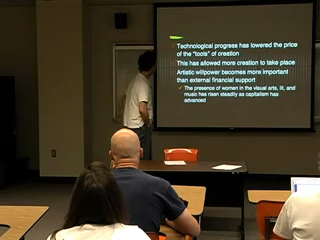 Technological progress has lowered the price
of the "tools" of creation
This has allowed more creation to take place
Artistic willpower becomes more important
than external financial support
✓ The presence of women in the visual arts, lit, and
music has risen steadily as capitalism has
advanced